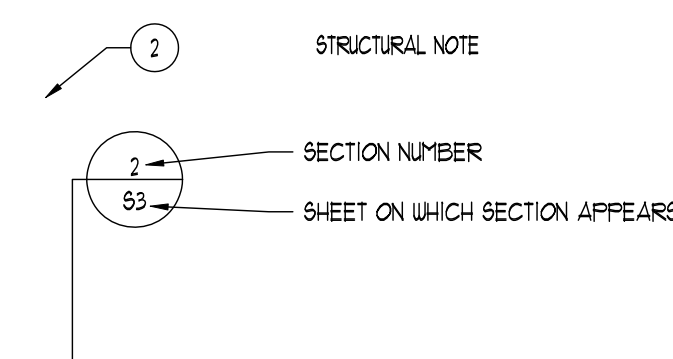 2 STRUCTURAL NOTE
2 SECTION NUMBER
S3 SHEET ON WHICH SECTION APPEARS